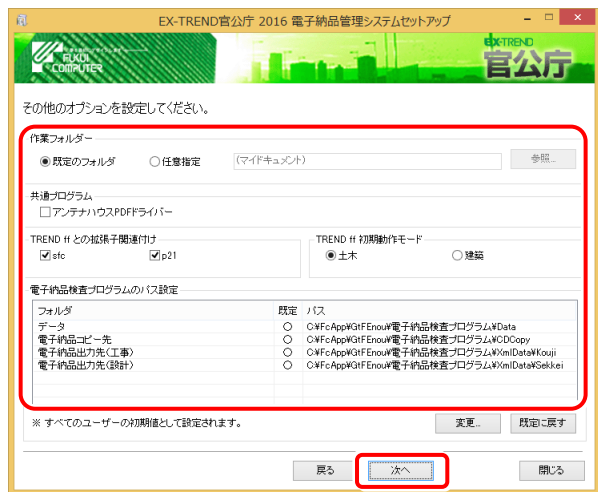 EX-TREND官公庁 2016 電子納品管理システムセットアップ
FUKUI
COMPUTER
EX-TREND
官公庁
その他のオプションを設定してください。
作業フォルダー
既定のフォルダ 任意指定 (マイドキュメント) 参照...
共通プログラム
アンテナハウスPDFドライバー
TREND ff との拡張子関連付け
sfc p21
TREND ff 初期動作モード
土木 建築
電子納品検査プログラムのパス設定
フォルダ 既定 パス
データ ○ C:¥FcApp¥GtFEnou¥電子納品検査プログラム¥Data
電子納品コピー先 ○ C:¥FcApp¥GtFEnou¥電子納品検査プログラム¥CDCopy
電子納品出力先(工事) ○ C:¥FcApp¥GtFEnou¥電子納品検査プログラム¥XmlData¥Kouji
電子納品出力先(設計) ○ C:¥FcApp¥GtFEnou¥電子納品検査プログラム¥XmlData¥Sekkei
※ すべてのユーザーの初期値として設定されます。
変更... 既定に戻す
戻る 次へ 閉じる